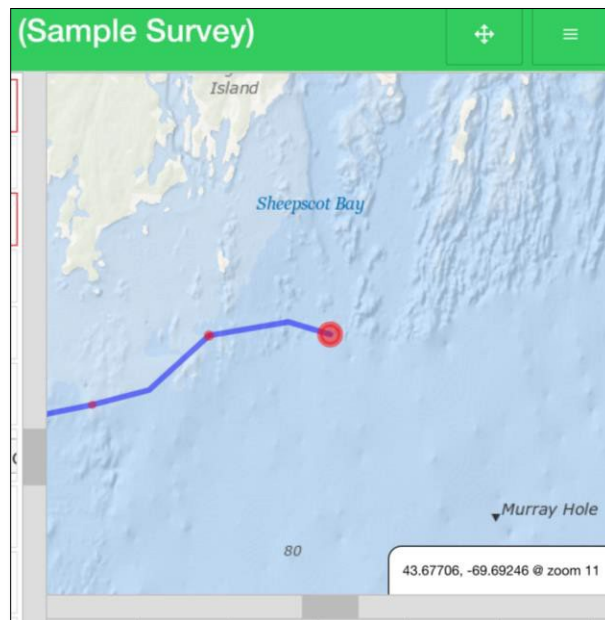 (Sample Survey)
Island
Sheepscot Bay
Murray Hole
80
43.67706, -69.69246 @ zoom 11